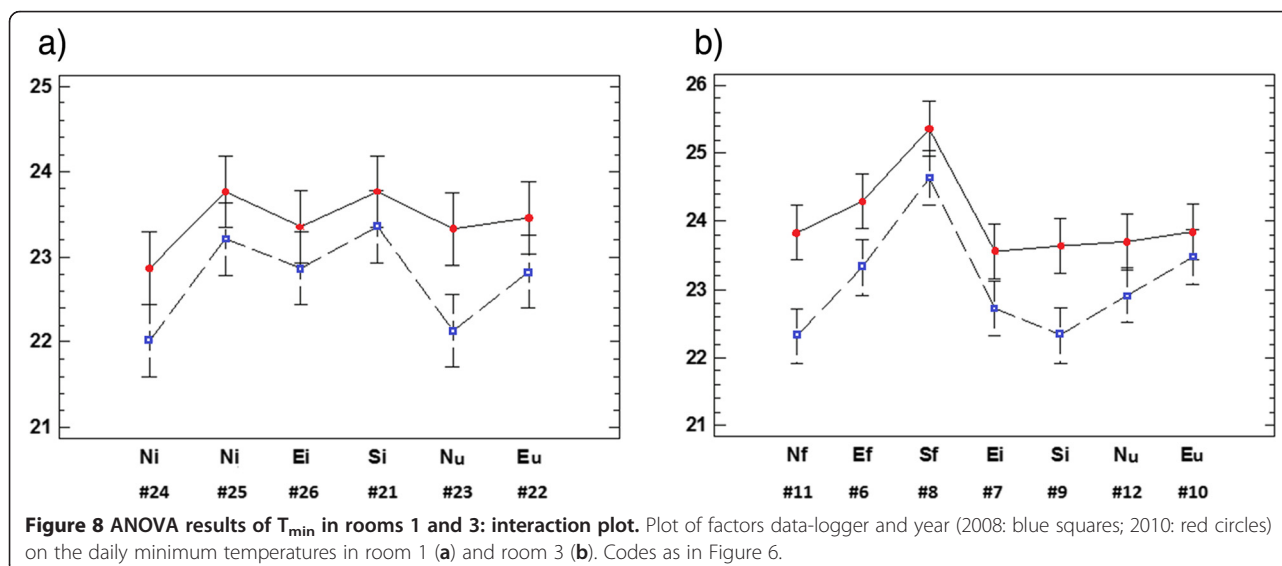 a)
25
24
23
22
21
Ni Ni Ei Si Nu Eu
#24 #25 #26 #21 #23 #22
b)
26
25
24
23
22
21
Nf Ef Sf Ei Si Nu Eu
#11 #6 #8 #7 #9 #12 #10
Figure 8 ANOVA results of Tmin in rooms 1 and 3: interaction plot. Plot of factors data-logger and year (2008: blue squares; 2010: red circles)
on the daily minimum temperatures in room 1 (a) and room 3 (b). Codes as in Figure 6.